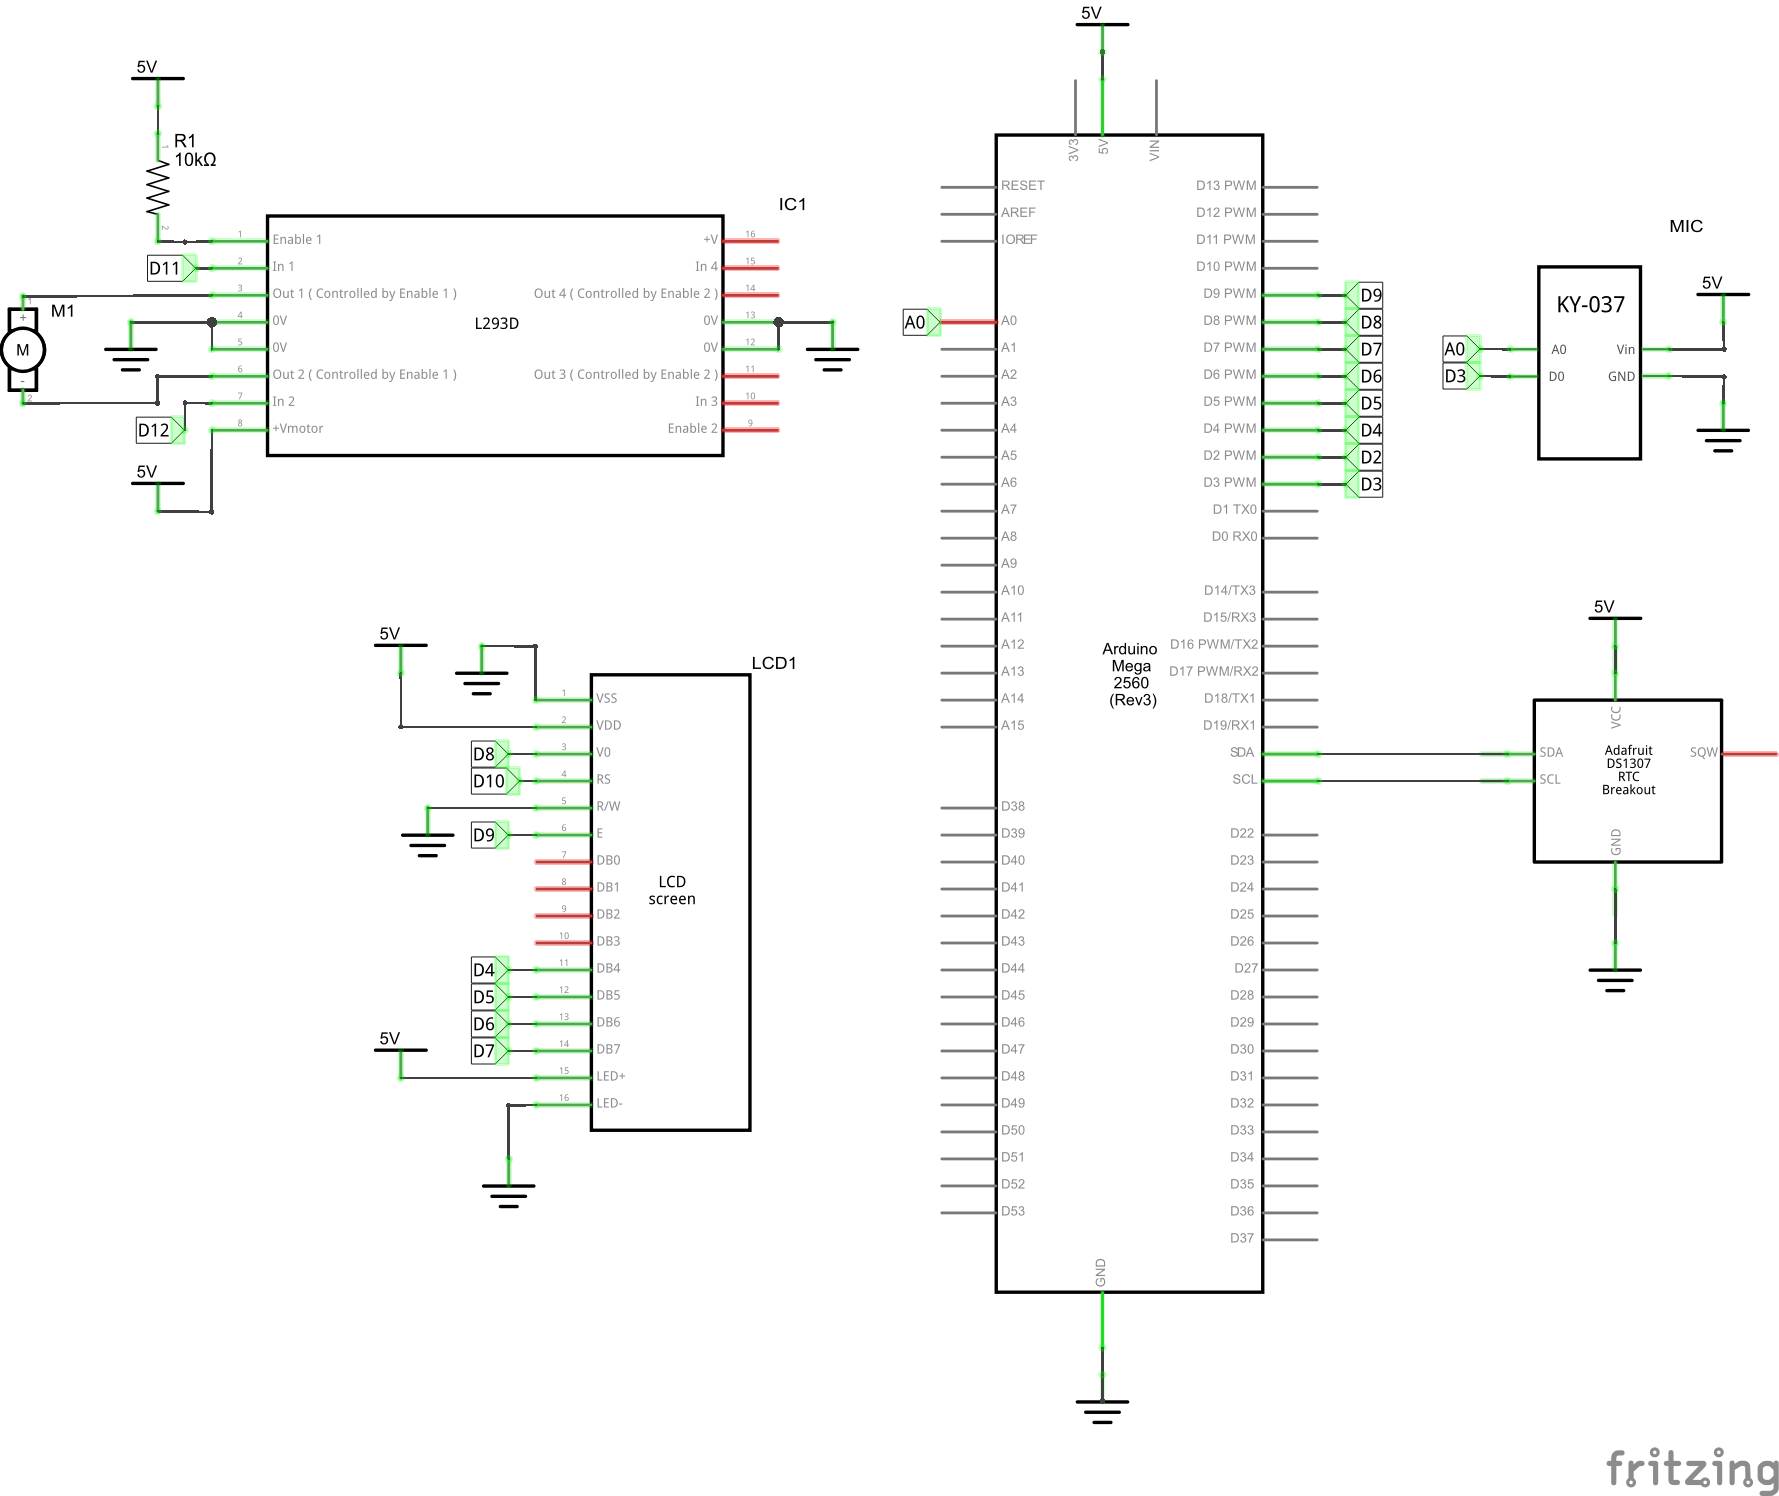 5V
R1
10kΩ
1
2
IC1
L293D
1 Enable 1
D11
2 In 1
3 Out 1 ( Controlled by Enable 1 )
4 0V
5 0V
6 Out 2 ( Controlled by Enable 1 )
7 In 2
D12
8 +Vmotor
5V
+V 16
In 4 15
Out 4 ( Controlled by Enable 2 ) 14
0V 13
0V 12
Out 3 ( Controlled by Enable 2 ) 11
In 3 10
Enable 2 9
M1
1
+
M
-
2
5V
5V
LCD1
LCD
screen
1 VSS
2 VDD
D8 3 V0
D10 4 RS
5 R/W
D9 6 E
7 DB0
8 DB1
9 DB2
10 DB3
D4 11 DB4
D5 12 DB5
D6 13 DB6
D7 14 DB7
15 LED+
16 LED-
5V
3V3
5V
VIN
RESET
AREF
IOREF
A0 A0
A1
A2
A3
A4
A5
A6
A7
A8
A9
A10
A11
A12
A13
A14
A15
D38
D39
D40
D41
D42
D43
D44
D45
D46
D47
D48
D49
D50
D51
D52
D53
Arduino
Mega
2560
(Rev3)
D13 PWM
D12 PWM
D11 PWM
D10 PWM
D9 PWM D9
D8 PWM D8
D7 PWM D7
D6 PWM D6
D5 PWM D5
D4 PWM D4
D2 PWM D2
D3 PWM D3
D1 TX0
D0 RX0
D14/TX3
D15/RX3
D16 PWM/TX2
D17 PWM/RX2
D18/TX1
D19/RX1
SDA
SCL
D22
D23
D24
D25
D26
D27
D28
D29
D30
D31
D32
D33
D34
D35
D36
D37
GND
MIC
KY-037
A0 A0
D3 D0
Vin
GND
5V
5V
VCC
SDA
SCL
Adafruit
DS1307
RTC
Breakout
SQW
GND
fritzing